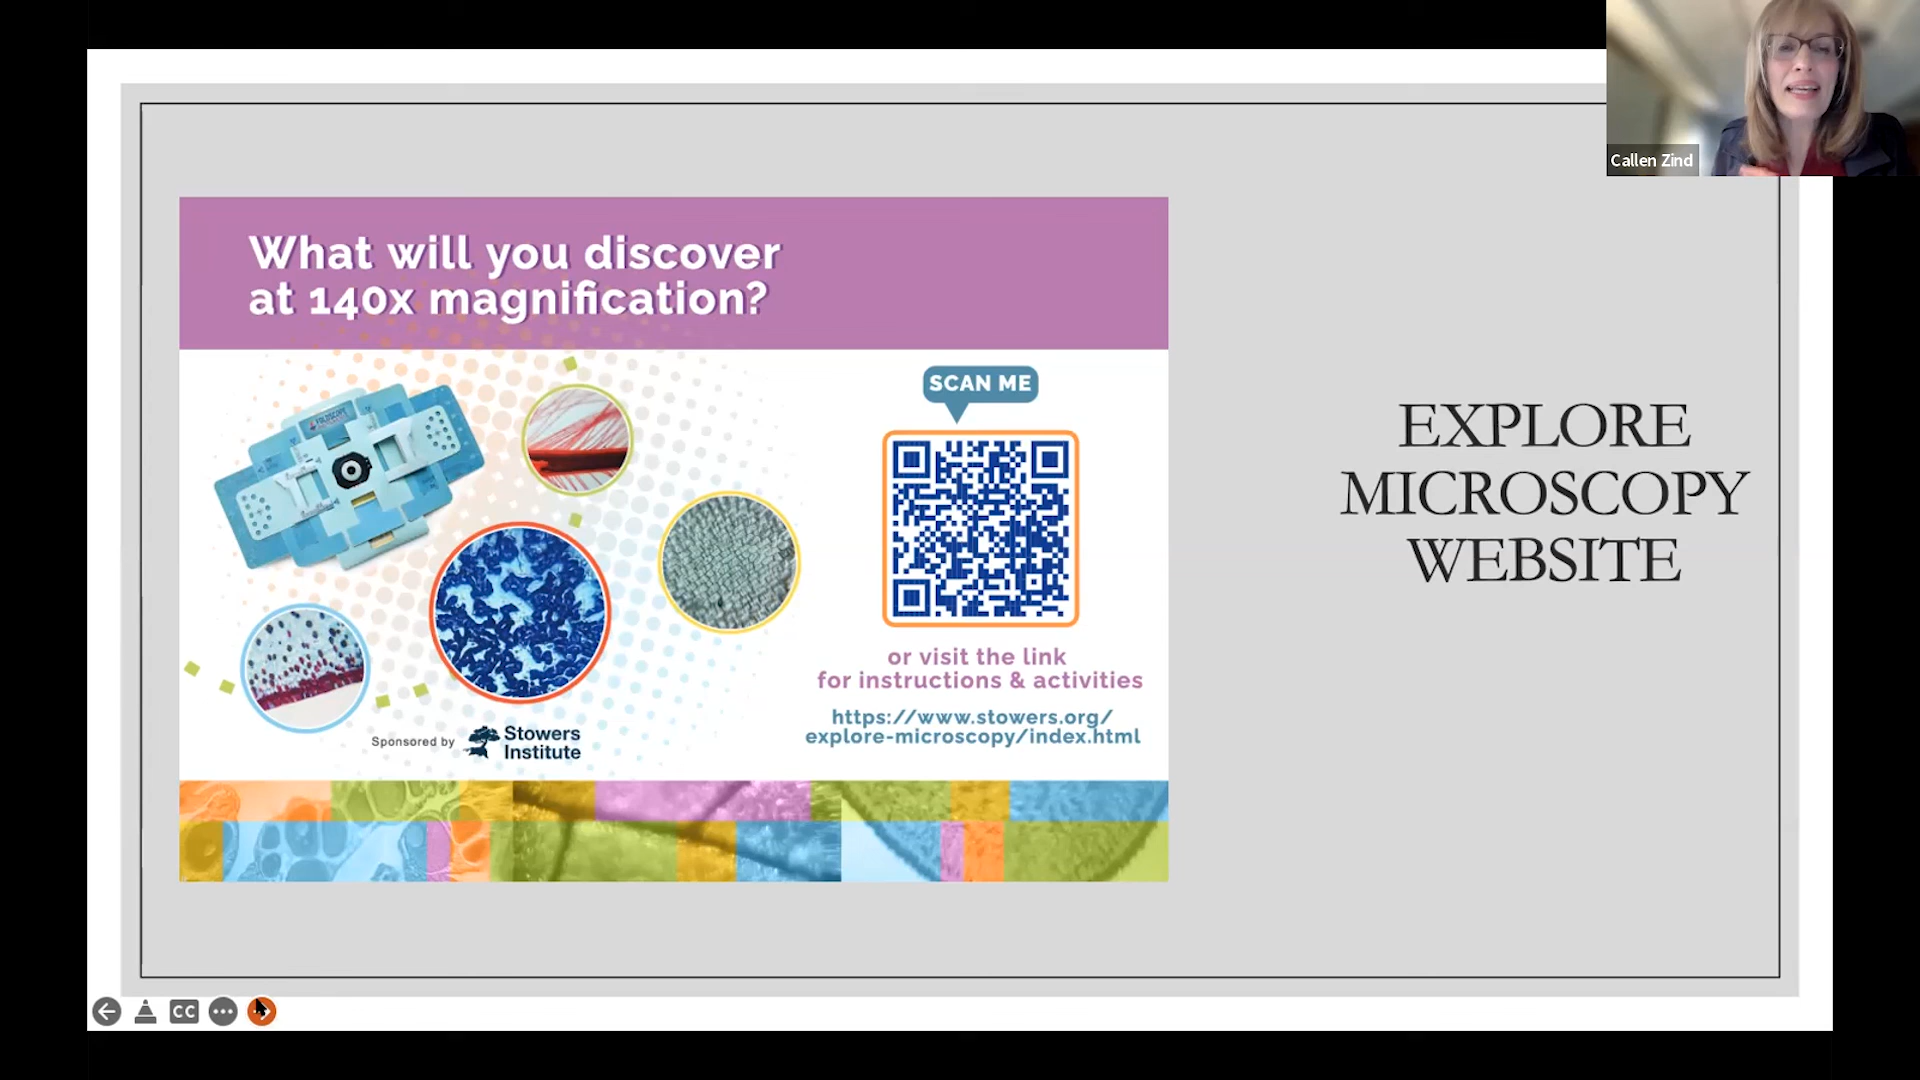 Callen Zind
What will you discover
at 140x magnification?
SCAN ME
FOLDSCOPE
or visit the link
for instructions & activities
https://www.stowers.org/
explore-microscopy/index.html
Sponsored by
Stowers
Institute
EXPLORE
MICROSCOPY
WEBSITE
CC